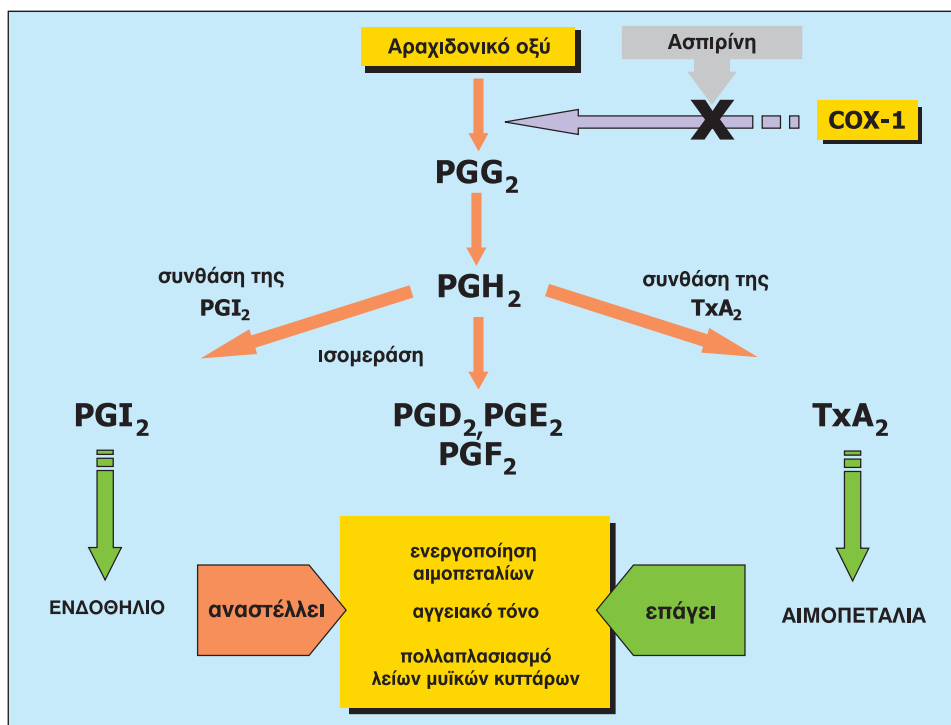 Αραχιδονικό οξύ
Ασπιρίνη
COX-1
PGG₂
συνθάση της
PGI₂
PGH₂
συνθάση της
TxA₂
ισομεράση
PGI₂
PGD₂,PGE₂
PGF₂
TxA₂
ενεργοποίηση
αιμοπεταλίων
αγγειακό τόνο
πολλαπλασιασμό
λείων μυϊκών κυττάρων
ΕΝΔΟΘΗΛΙΟ
αναστέλλει
επάγει
ΑΙΜΟΠΕΤΑΛΙΑ